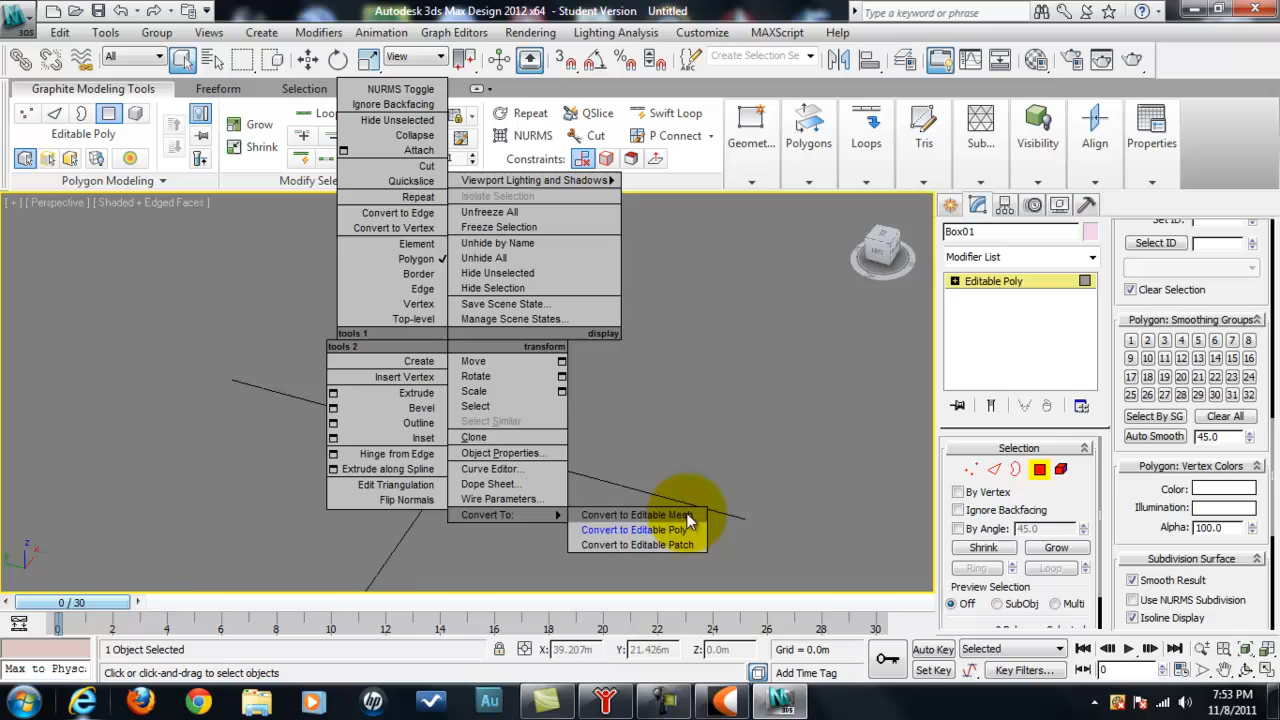 Autodesk 3ds Max Design 2012 x64 - Student Version Untitled
Type a keyword or phrase
3DS
Edit Tools Group Views Create Modifiers Animation Graph Editors Rendering Lighting Analysis Customize MAXScript Help
All View Create Selection Se
Graphite Modeling Tools Freeform Selection
Editable Poly
Polygon Modeling
Grow
Shrink
Modify Sel
Repeat QSlice Swift Loop
NURMS Cut P Connect
Constraints:
Geomet... Polygons Loops Tris Sub... Visibility Align Properties
[ + ] [ Perspective ] [ Shaded + Edged Faces ]
NURMS Toggle
Ignore Backfacing
Hide Unselected
Collapse
Attach
Cut
Quickslice
Repeat
Convert to Edge
Convert to Vertex
Element
Polygon
Border
Edge
Vertex
Top-level
tools 1
Viewport Lighting and Shadows
Isolate Selection
Unfreeze All
Freeze Selection
Unhide by Name
Unhide All
Hide Unselected
Hide Selection
Save Scene State...
Manage Scene States...
display
tools 2
Create
Insert Vertex
Extrude
Bevel
Outline
Inset
Hinge from Edge
Extrude along Spline
Edit Triangulation
Flip Normals
transform
Move
Rotate
Scale
Select
Select Similar
Clone
Object Properties...
Curve Editor...
Dope Sheet...
Wire Parameters...
Convert To:
Convert to Editable Mesh
Convert to Editable Poly
Convert to Editable Patch
Box01
Modifier List
Editable Poly
Selection
By Vertex
Ignore Backfacing
By Angle: 45.0
Shrink Grow
Ring Loop
Preview Selection
Off SubObj Multi
Set ID:
Select ID
Clear Selection
Polygon: Smoothing Groups
1 2 3 4 5 6 7 8
9 10 11 12 13 14 15 16
17 18 19 20 21 22 23 24
25 26 27 28 29 30 31 32
Select By SG Clear All
Auto Smooth 45.0
Polygon: Vertex Colors
Color:
Illumination:
Alpha: 100.0
Subdivision Surface
Smooth Result
Use NURMS Subdivision
Isoline Display
z
x
0 / 30
0 2 4 6 8 10 12 14 16 18 20 22 24 26 28 30
1 Object Selected X: 39.207m Y: 21.426m Z: 0.0m Grid = 0.0m
Auto Key Selected
Max to Physc Click or click-and-drag to select objects Add Time Tag
Set Key Key Filters... 0
Au
3DS
7:53 PM
11/8/2011